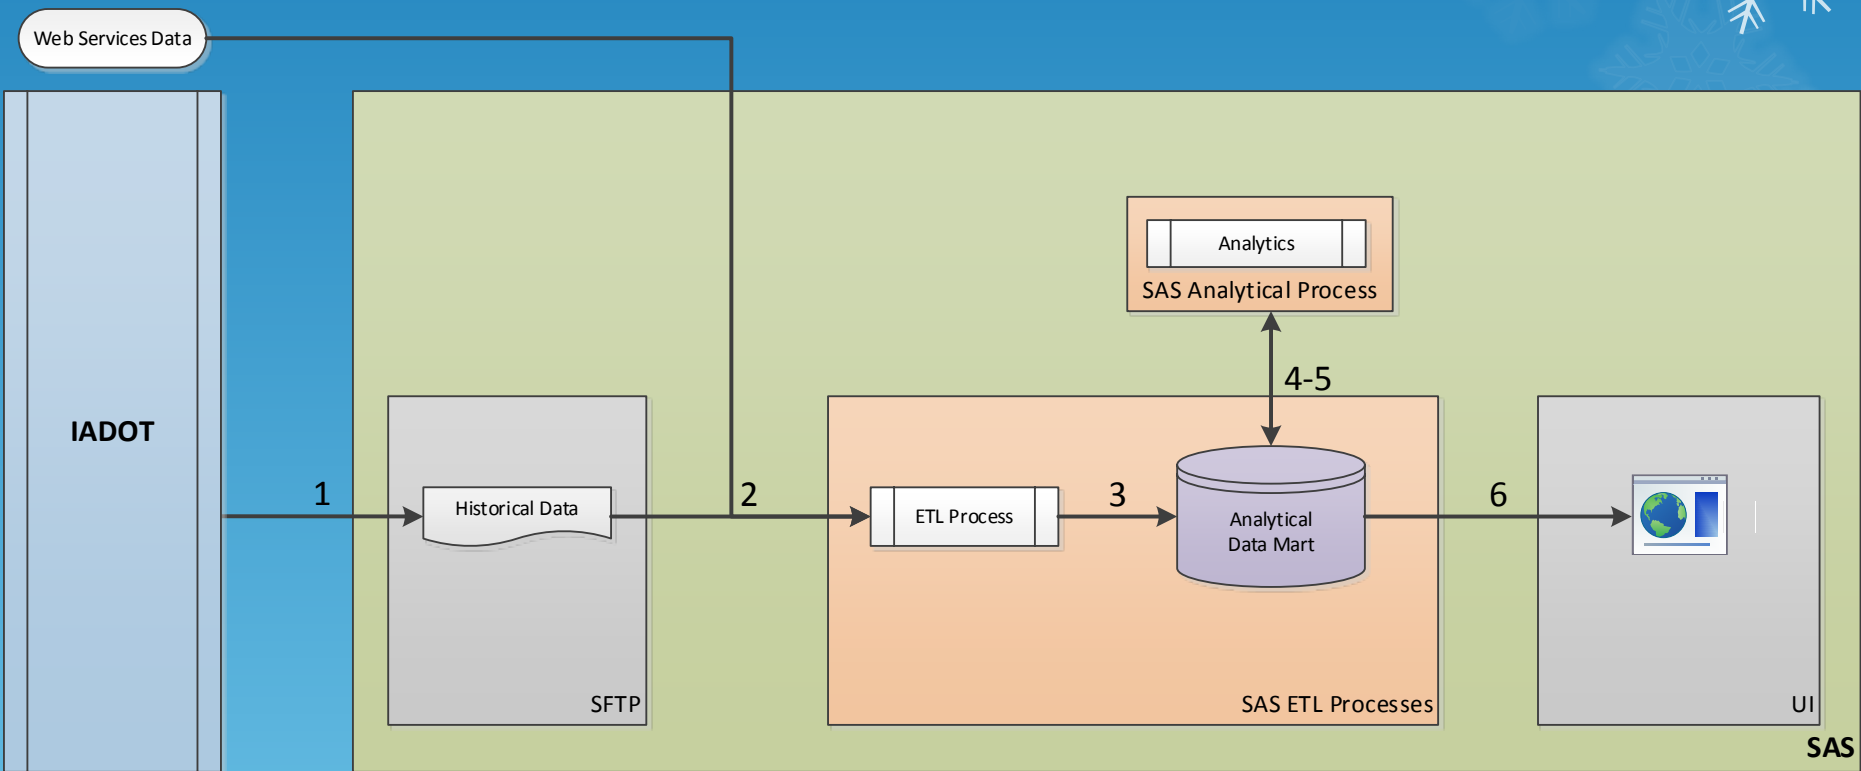 Web Services Data
IADOT
1
Historical Data
SFTP
2
ETL Process
3
Analytics
SAS Analytical Process
4-5
Analytical
Data Mart
SAS ETL Processes
6
UI
SAS